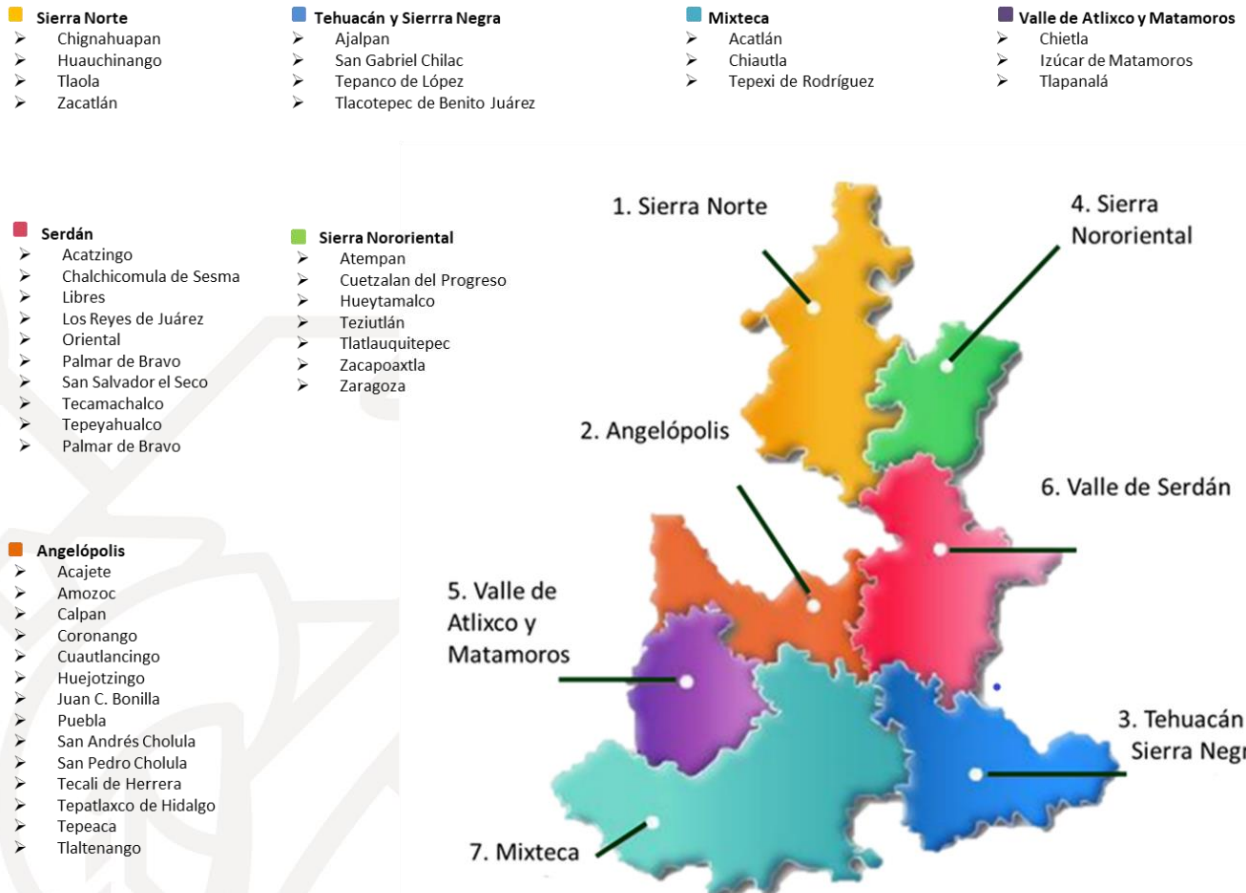 Sierra Norte
➢ Chignahuapan
➢ Huauchinango
➢ Tlaola
➢ Zacatlán
Tehuacán y Sierrra Negra
➢ Ajalpan
➢ San Gabriel Chilac
➢ Tepanco de López
➢ Tlacotepec de Benito Juárez
Mixteca
➢ Acatlán
➢ Chiautla
➢ Tepexi de Rodríguez
Valle de Atlixco y Matamoros
➢ Chietla
➢ Izúcar de Matamoros
➢ Tlapanalá
Serdán
➢ Acatzingo
➢ Chalchicomula de Sesma
➢ Libres
➢ Los Reyes de Juárez
➢ Oriental
➢ Palmar de Bravo
➢ San Salvador el Seco
➢ Tecamachalco
➢ Tepeyahualco
➢ Palmar de Bravo
Sierra Nororiental
➢ Atempan
➢ Cuetzalan del Progreso
➢ Hueytamalco
➢ Teziutlán
➢ Tlatlauquitepec
➢ Zacapoaxtla
➢ Zaragoza
Angelópolis
➢ Acajete
➢ Amozoc
➢ Calpan
➢ Coronango
➢ Cuautlancingo
➢ Huejotzingo
➢ Juan C. Bonilla
➢ Puebla
➢ San Andrés Cholula
➢ San Pedro Cholula
➢ Tecali de Herrera
➢ Tepatlaxco de Hidalgo
➢ Tepeaca
➢ Tlaltenango
1. Sierra Norte
4. Sierra
Nororiental
2. Angelópolis
6. Valle de Serdán
5. Valle de
Atlixco y
Matamoros
3. Tehuacán
Sierra Negr
7. Mixteca